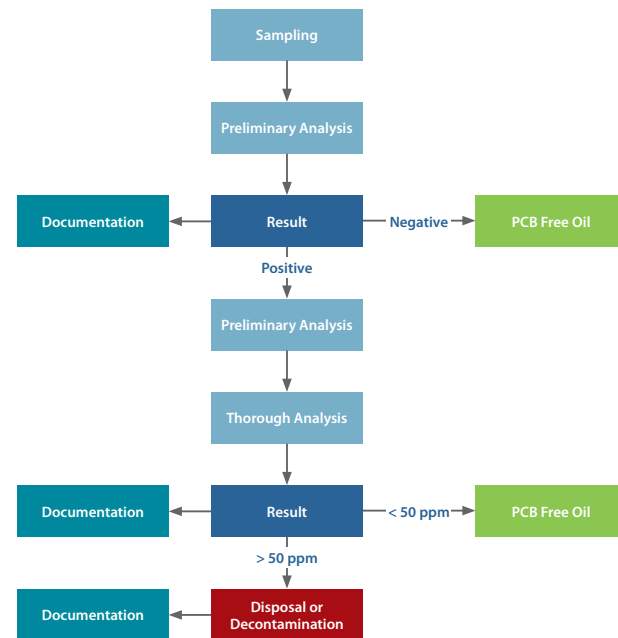 Sampling
Preliminary Analysis
Documentation
Result
Negative
PCB Free Oil
Positive
Preliminary Analysis
Thorough Analysis
Documentation
Result
< 50 ppm
PCB Free Oil
> 50 ppm
Documentation
Disposal or
Decontamination